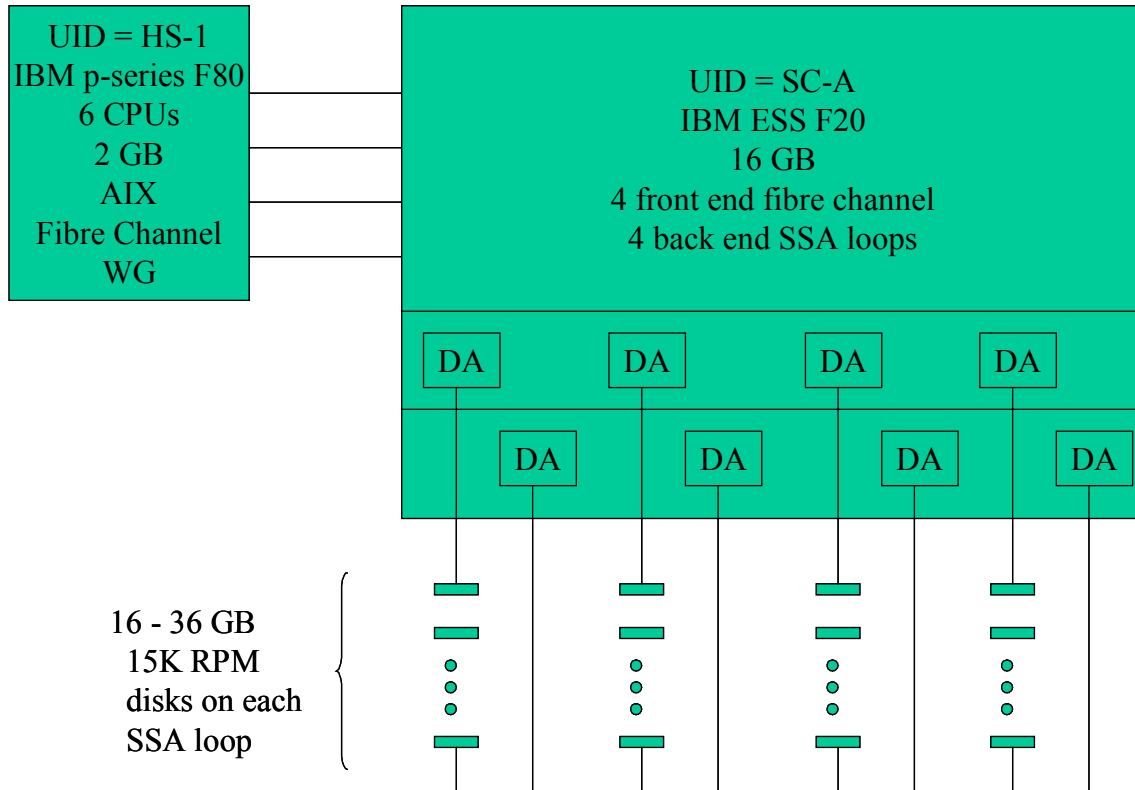 UID = HS-1
IBM p-series F80
6 CPUs
2 GB
AIX
Fibre Channel
WG
UID = SC-A
IBM ESS F20
16 GB
4 front end fibre channel
4 back end SSA loops
DA
DA
DA
DA
DA
DA
DA
DA
16 - 36 GB
15K RPM
disks on each
SSA loop